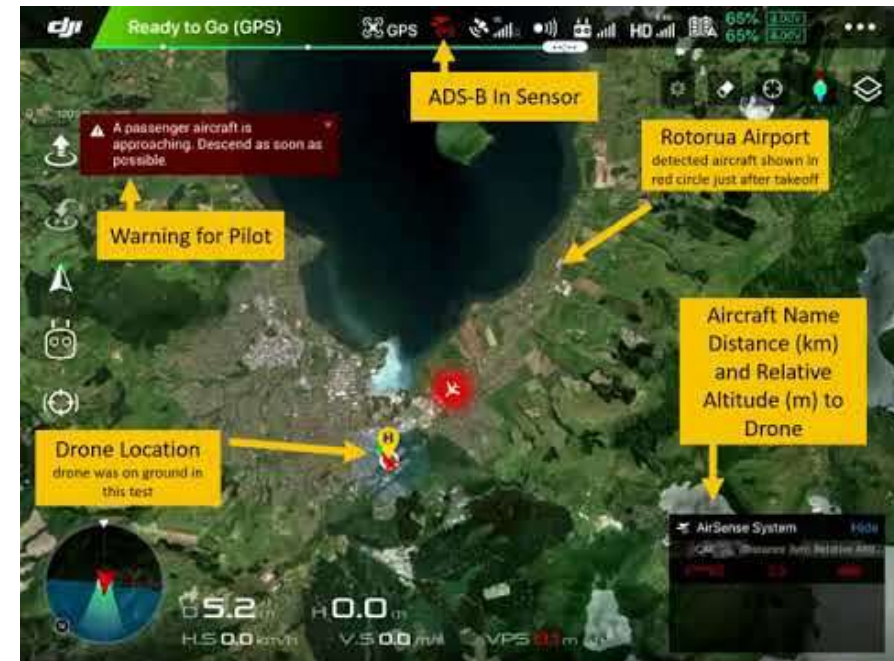 dji
Ready to Go (GPS)
GPS
HD
65%
65%
ADS-B In Sensor
A passenger aircraft is
approaching. Descend as soon as
possible.
Warning for Pilot
Rotorua Airport
detected aircraft shown in
red circle just after takeoff
Aircraft Name
Distance (km)
and Relative
Altitude (m) to
Drone
Drone Location
drone was on ground in
this test
H
AirSense System
Hide
D 5.2 m
H 0.0 m
H.S 0.0 km/h
V.S 0.0 m/s
VPS 0.1 m